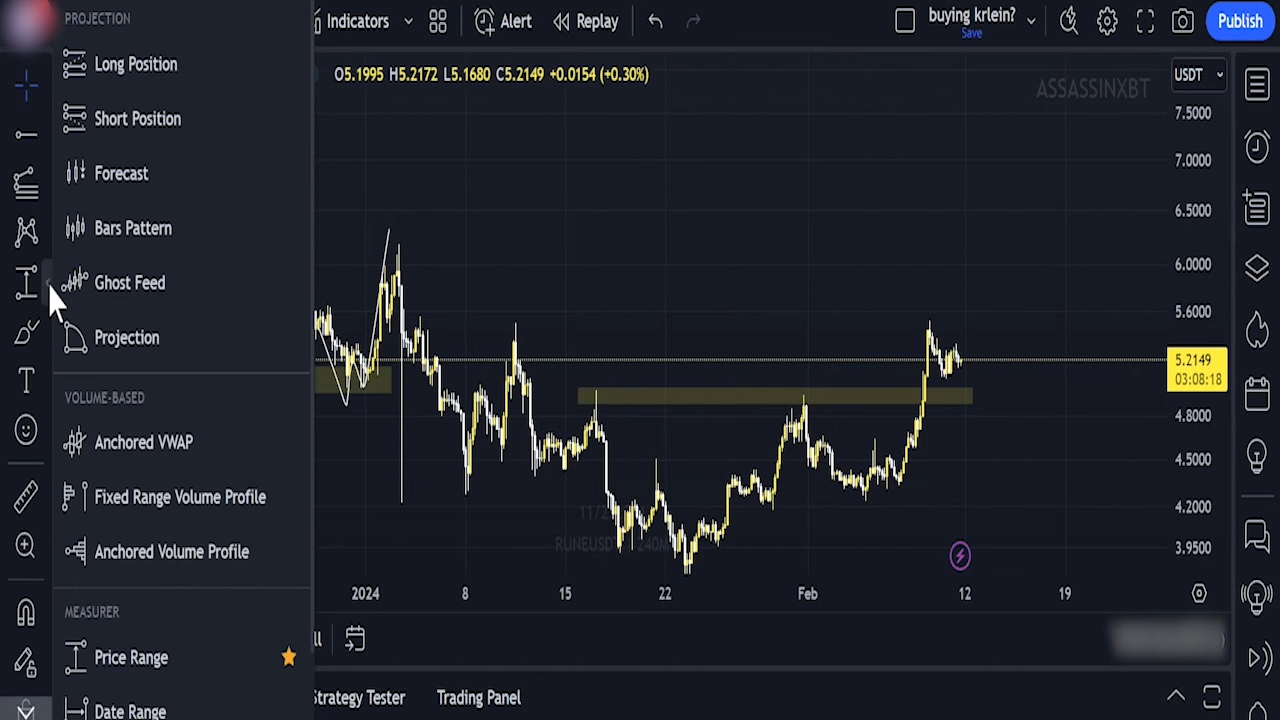 PROJECTION
Long Position
Short Position
Forecast
Bars Pattern
Ghost Feed
Projection
VOLUME-BASED
Anchored VWAP
Fixed Range Volume Profile
Anchored Volume Profile
MEASURER
Price Range
Date Range
Indicators
Alert
Replay
buying krlein?
Save
Publish
O5.1995 H5.2172 L5.1680 C5.2149 +0.0154 (+0.30%)
ASSASSINXBT
USDT
7.5000
7.0000
6.5000
6.0000
5.6000
5.2149
03:08:18
4.8000
4.5000
4.2000
3.9500
2024
8
15
22
Feb
12
19
Strategy Tester
Trading Panel